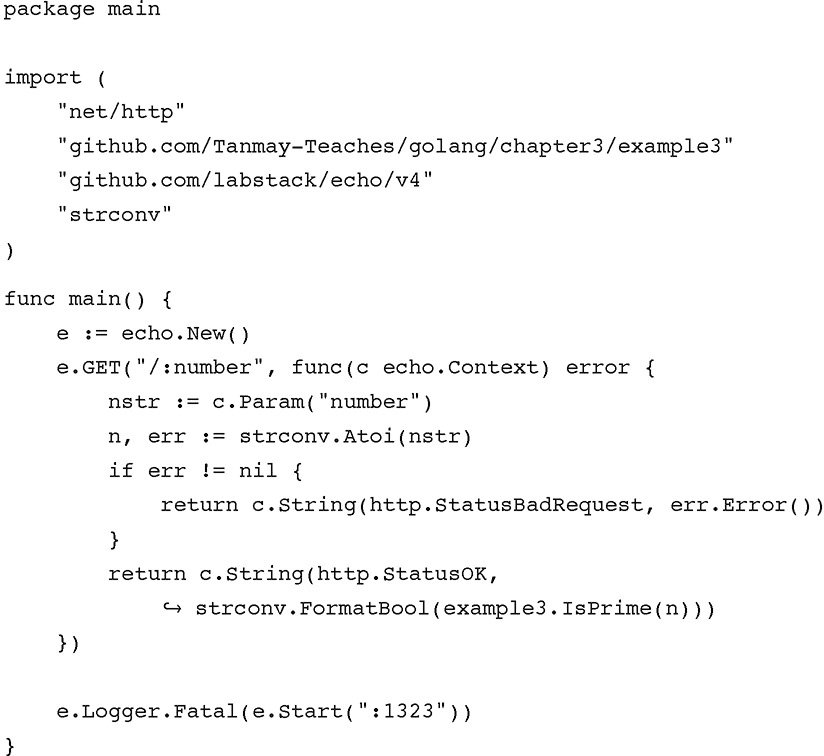 package main

import (
    "net/http"
    "github.com/Tanmay-Teaches/golang/chapter3/example3"
    "github.com/labstack/echo/v4"
    "strconv"
)

func main() {
    e := echo.New()
    e.GET("/:number", func(c echo.Context) error {
        nstr := c.Param("number")
        n, err := strconv.Atoi(nstr)
        if err != nil {
            return c.String(http.StatusBadRequest, err.Error())
        }
        return c.String(http.StatusOK,
            ↪ strconv.FormatBool(example3.IsPrime(n)))
    })

    e.Logger.Fatal(e.Start(":1323"))
}